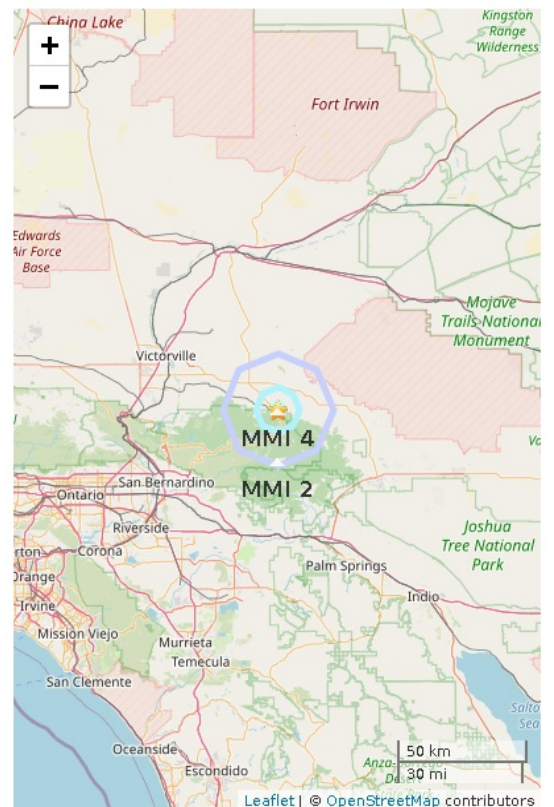 China Lake
Kingston
Range
Wilderness
+
−
Fort Irwin
Edwards
Air Force
Base
Mojave
Trails National
Monument
Victorville
MMI 4
MMI 2
San Bernardino
Ontario
Riverside
Joshua
Tree National
Park
Corona
Orange
Palm Springs
Irvine
Indio
Mission Viejo
Murrieta
Temecula
San Clemente
Salto
Sea
Oceanside
50 km
30 mi
Escondido
Leaflet | © OpenStreetMap contributors